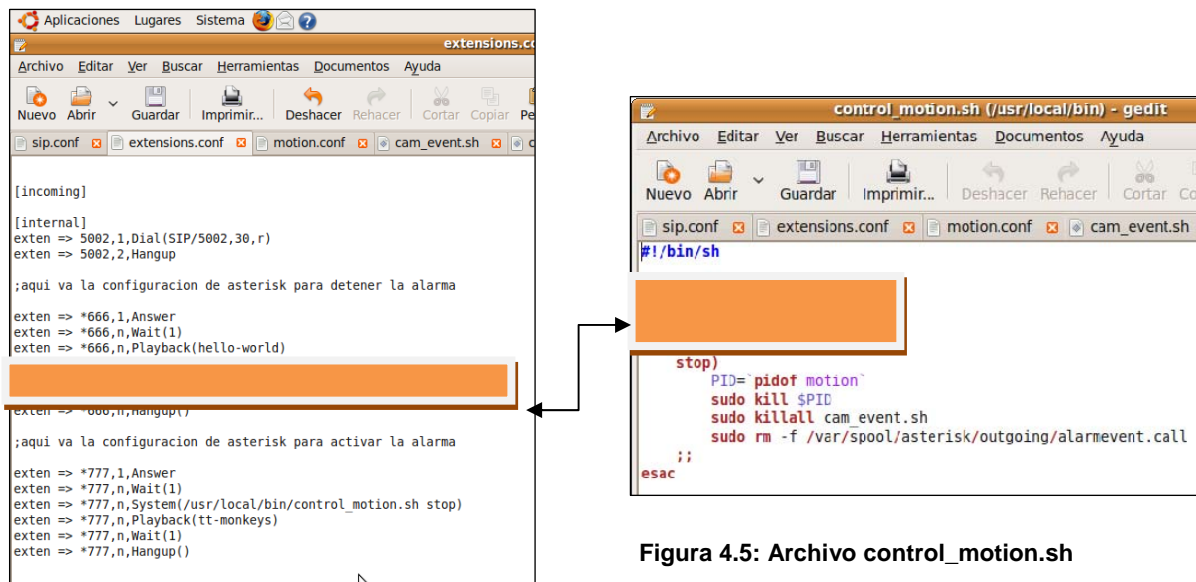 Aplicaciones Lugares Sistema
extensions.co
Archivo Editar Ver Buscar Herramientas Documentos Ayuda
Nuevo Abrir Guardar Imprimir... Deshacer Rehacer Cortar Copiar Pe
sip.conf extensions.conf motion.conf cam_event.sh c
[incoming]
[internal]
exten => 5002,1,Dial(SIP/5002,30,r)
exten => 5002,2,Hangup
;aqui va la configuracion de asterisk para detener la alarma
exten => *666,1,Answer
exten => *666,n,Wait(1)
exten => *666,n,Playback(hello-world)
exten => *666,n,Hangup()
;aqui va la configuracion de asterisk para activar la alarma
exten => *777,1,Answer
exten => *777,n,Wait(1)
exten => *777,n,System(/usr/local/bin/control_motion.sh stop)
exten => *777,n,Playback(tt-monkeys)
exten => *777,n,Wait(1)
exten => *777,n,Hangup()
control_motion.sh (/usr/local/bin) - gedit
Archivo Editar Ver Buscar Herramientas Documentos Ayuda
Nuevo Abrir Guardar Imprimir... Deshacer Rehacer Cortar Co
sip.conf extensions.conf motion.conf cam_event.sh
#!/bin/sh
stop)
PID=`pidof motion`
sudo kill $PID
sudo killall cam_event.sh
sudo rm -f /var/spool/asterisk/outgoing/alarmevent.call
;;
esac
Figura 4.5: Archivo control_motion.sh